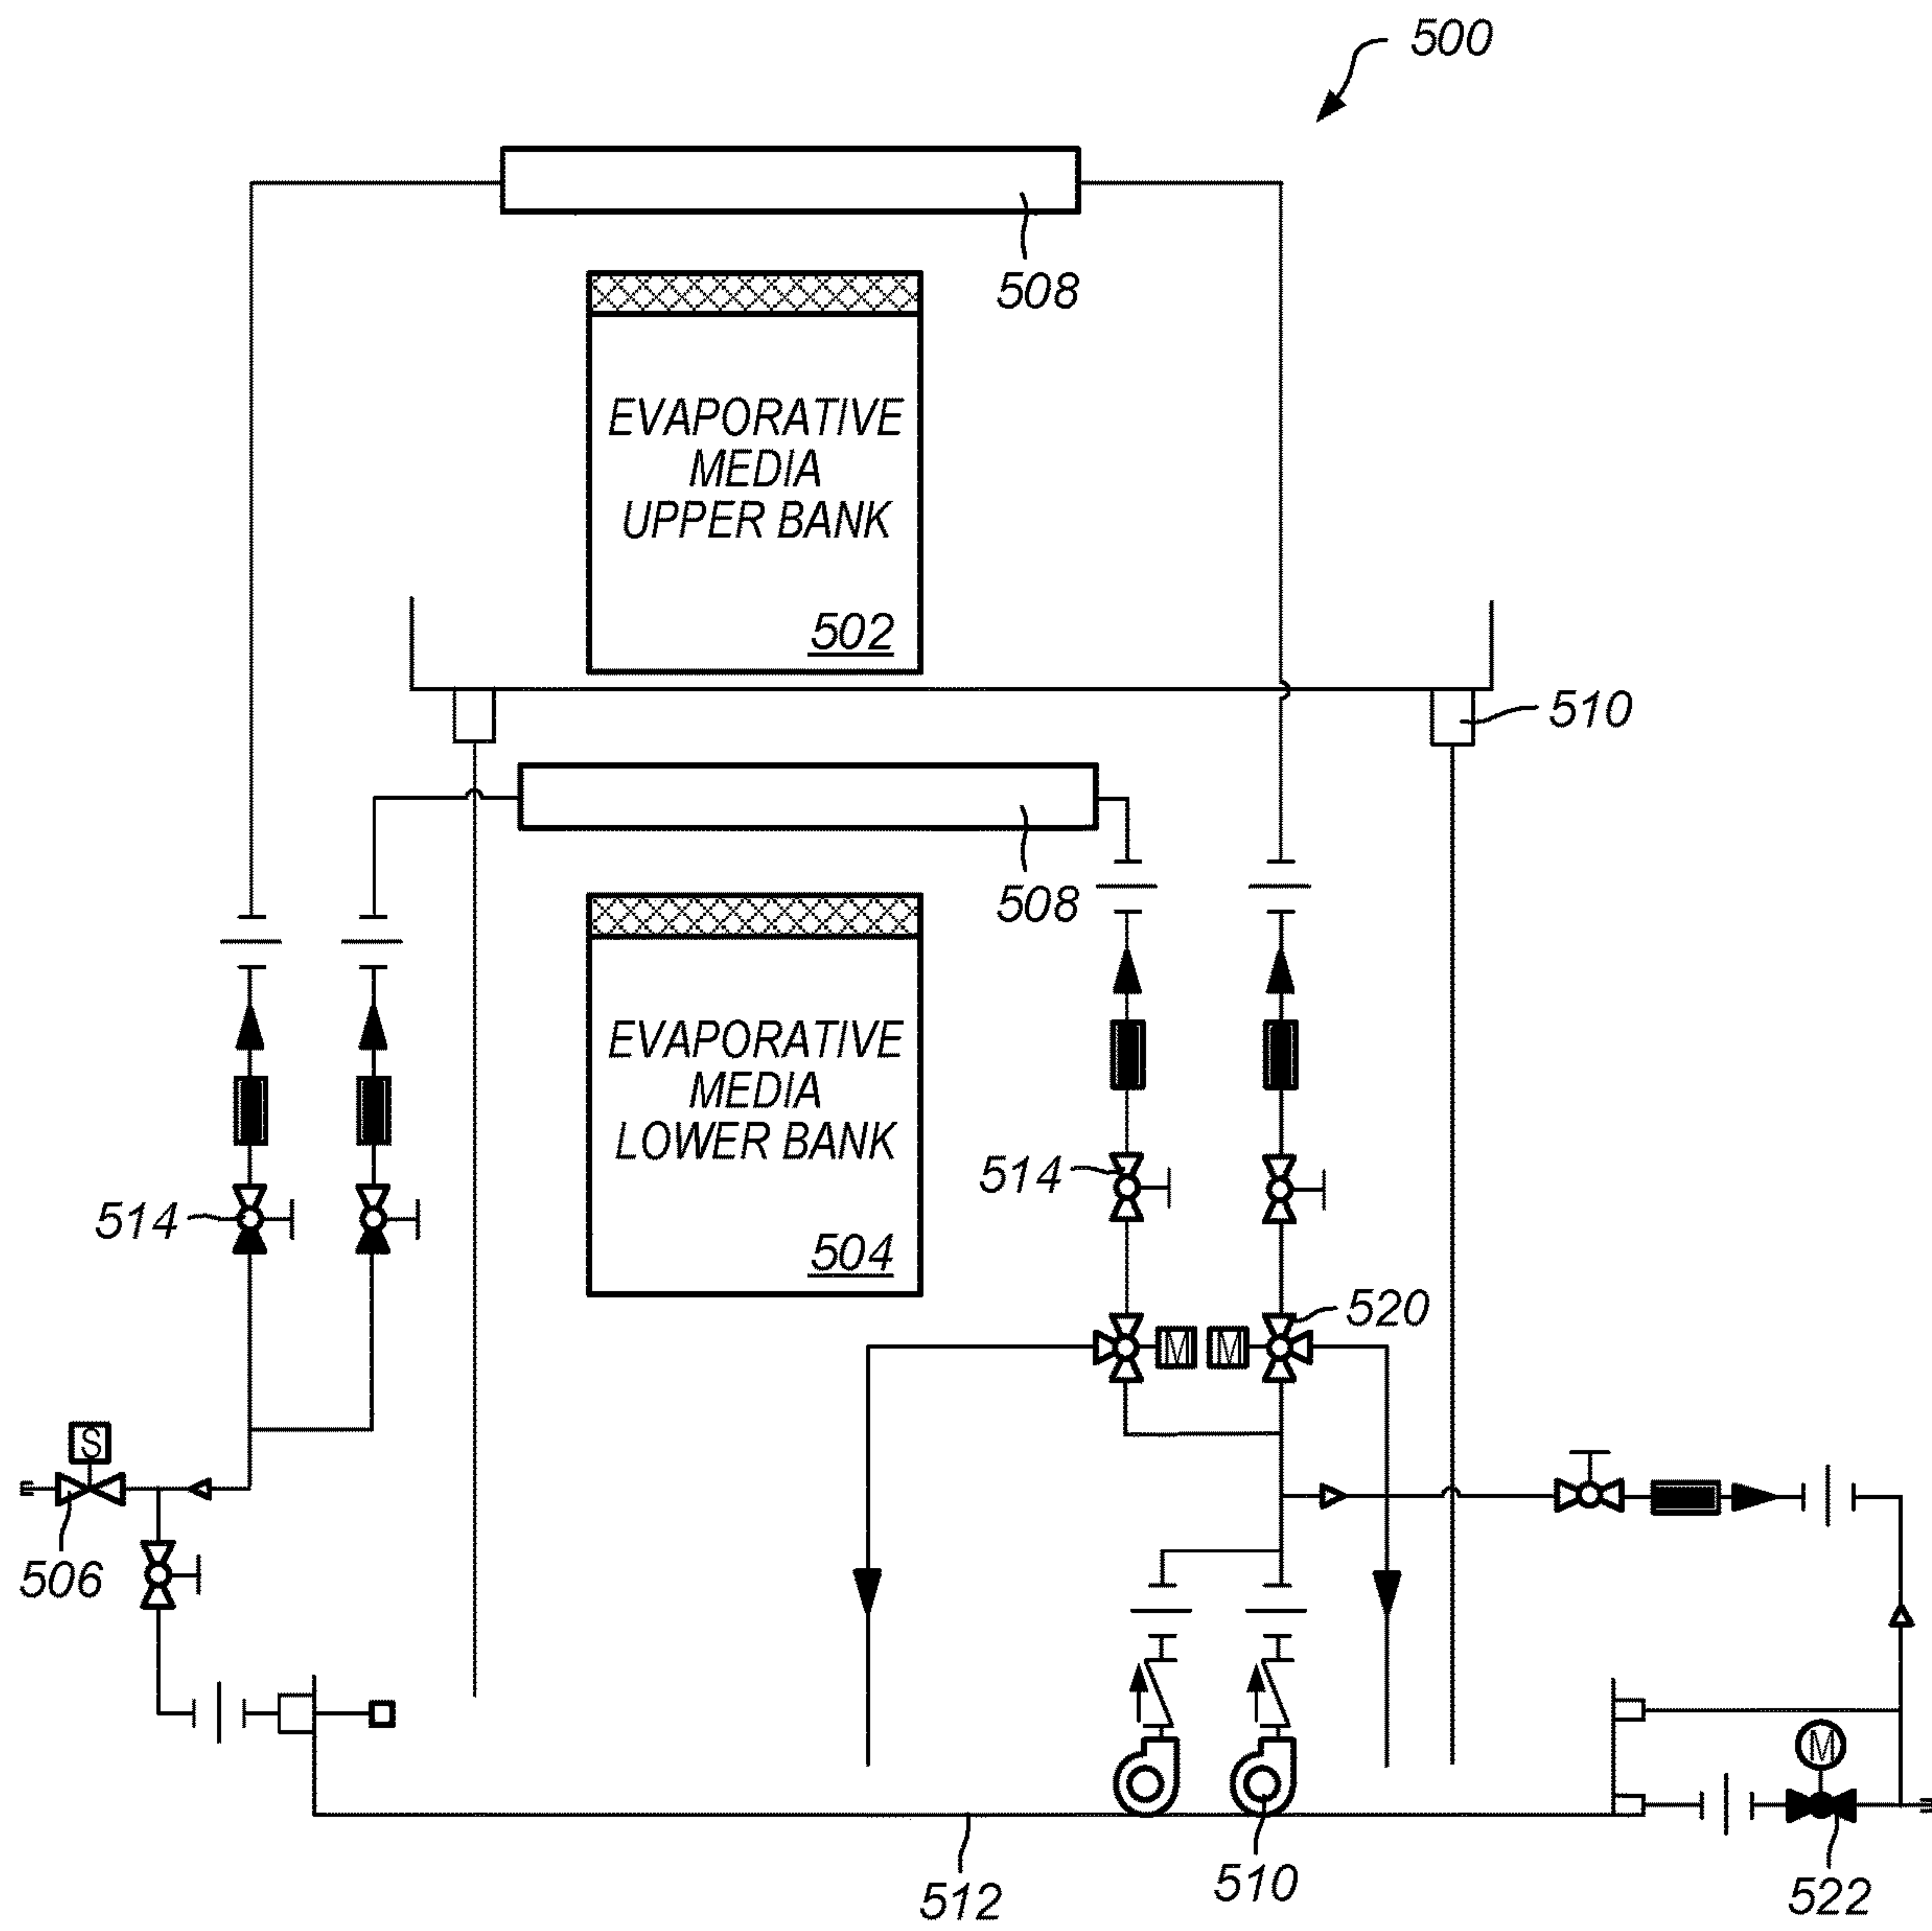 500
508
EVAPORATIVE
MEDIA
UPPER BANK
502
510
508
EVAPORATIVE
MEDIA
LOWER BANK
504
514
514
520
M
M
S
506
M
512
510
522